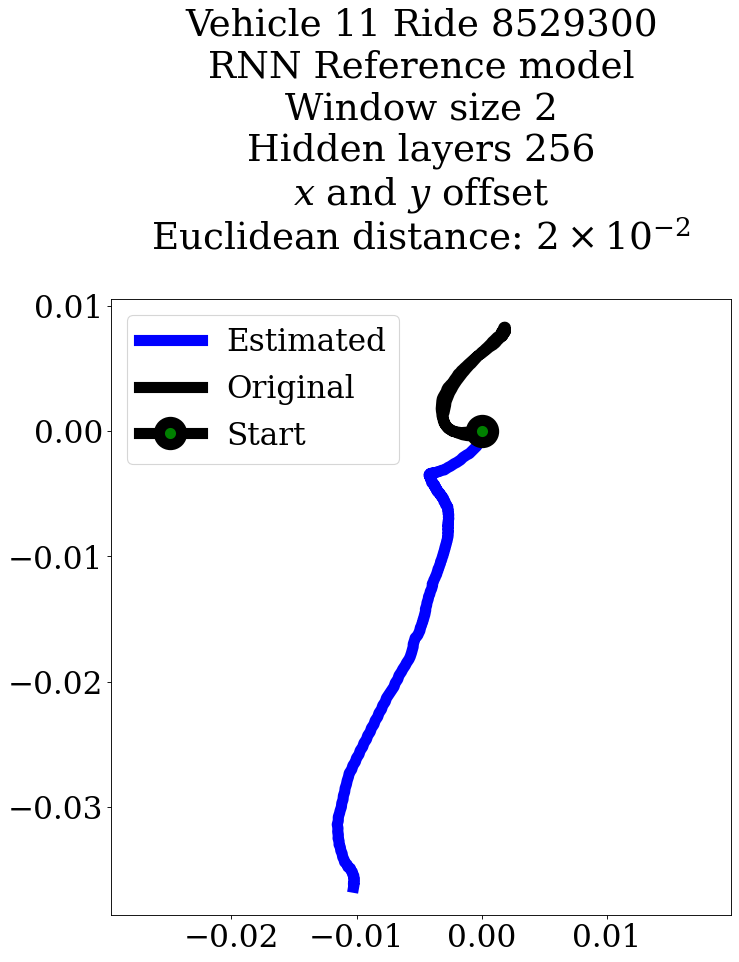 Vehicle 11 Ride 8529300
RNN Reference model
Window size 2
Hidden layers 256
x and y offset
Euclidean distance: 2 × 10⁻²
Estimated
Original
Start
0.01
0.00
−0.01
−0.02
−0.03
−0.02 −0.01 0.00 0.01